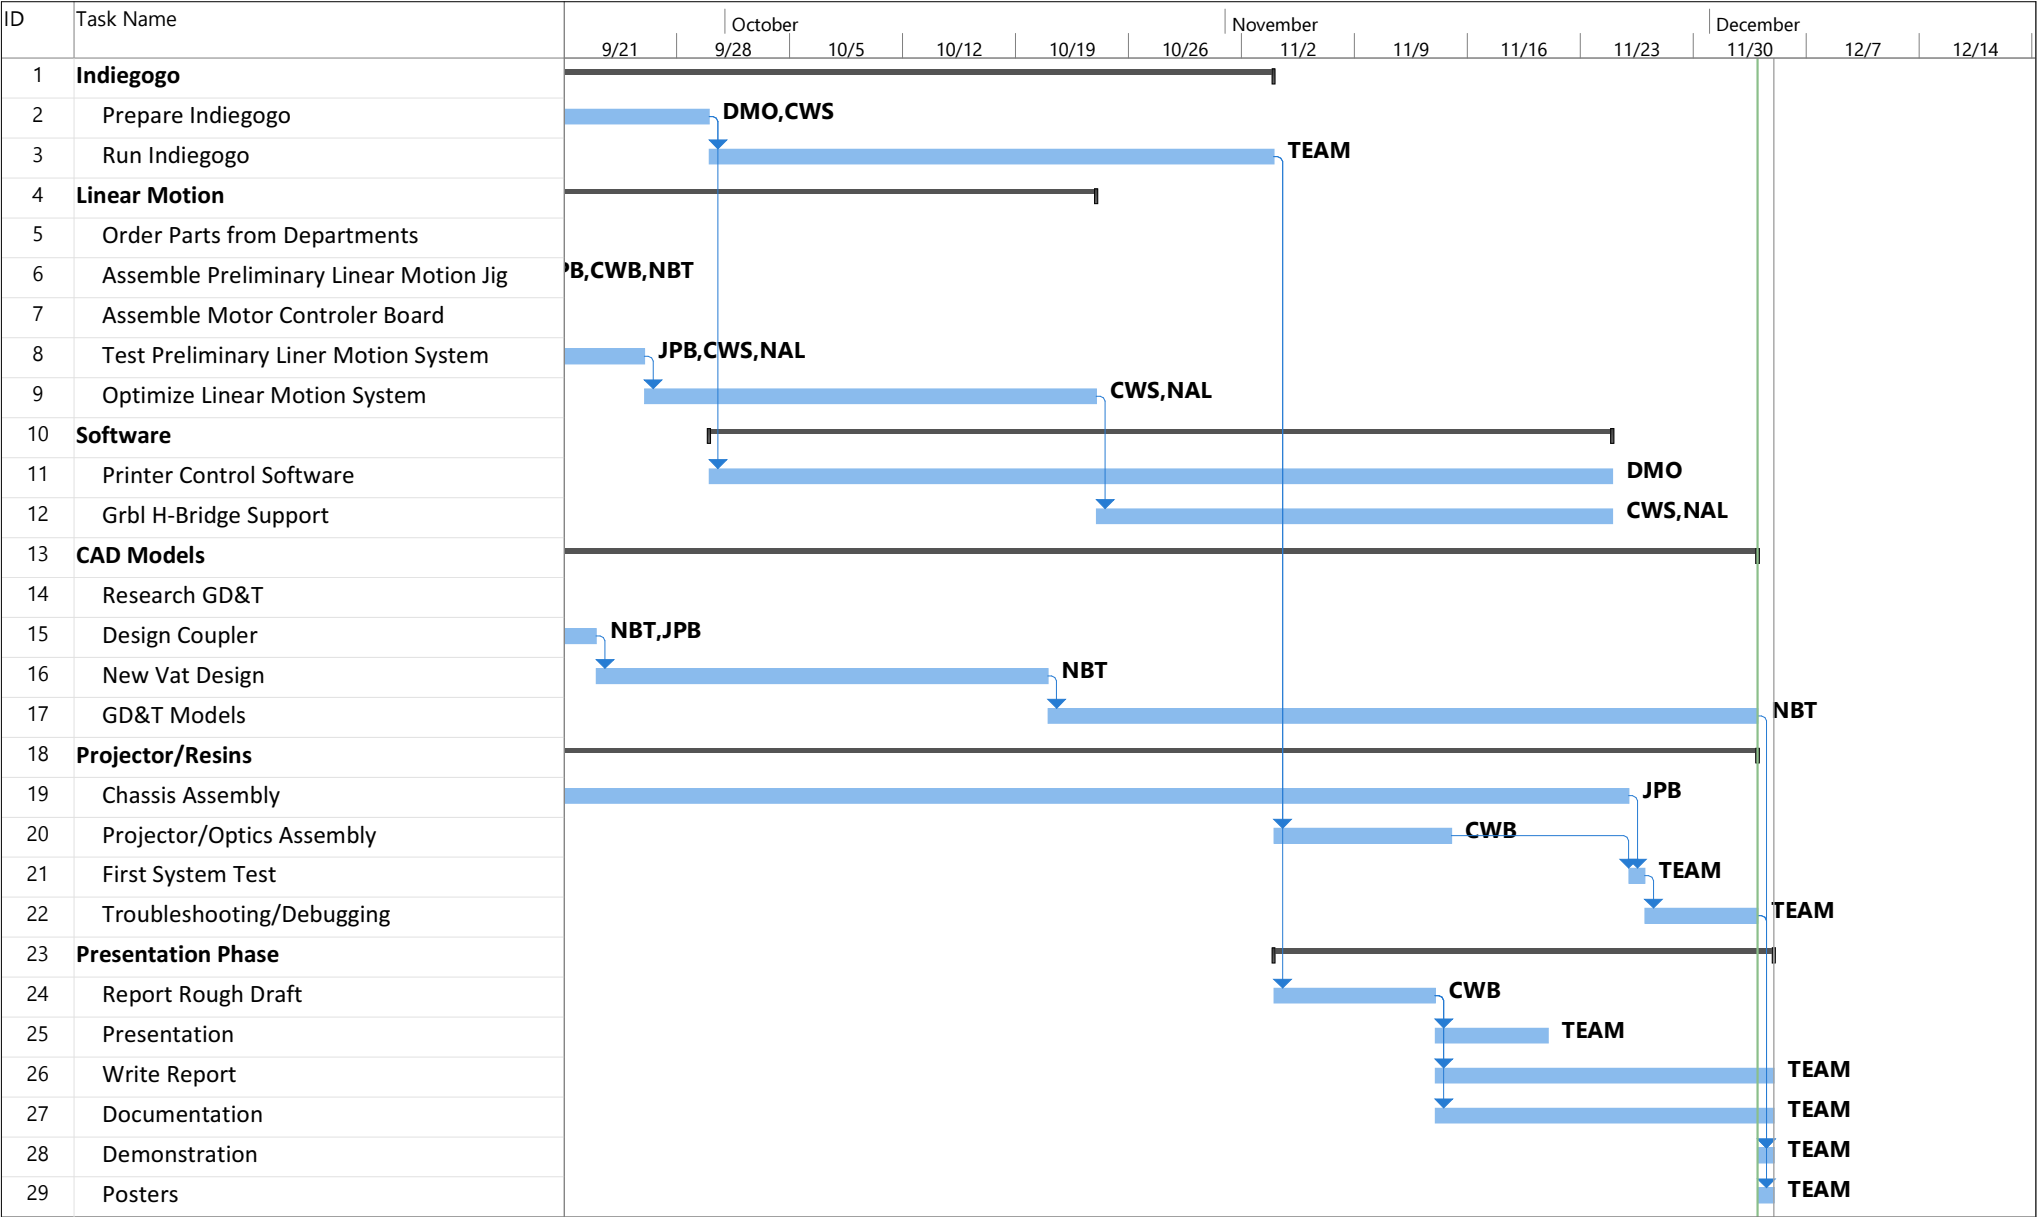 ID Task Name October November December
9/21 9/28 10/5 10/12 10/19 10/26 11/2 11/9 11/16 11/23 11/30 12/7 12/14
1 Indiegogo
2 Prepare Indiegogo DMO,CWS
3 Run Indiegogo TEAM
4 Linear Motion
5 Order Parts from Departments
6 Assemble Preliminary Linear Motion Jig PB,CWB,NBT
7 Assemble Motor Controler Board
8 Test Preliminary Liner Motion System JPB,CWS,NAL
9 Optimize Linear Motion System CWS,NAL
10 Software
11 Printer Control Software DMO
12 Grbl H-Bridge Support CWS,NAL
13 CAD Models
14 Research GD&T
15 Design Coupler NBT,JPB
16 New Vat Design NBT
17 GD&T Models NBT
18 Projector/Resins
19 Chassis Assembly JPB
20 Projector/Optics Assembly CWB
21 First System Test TEAM
22 Troubleshooting/Debugging TEAM
23 Presentation Phase
24 Report Rough Draft CWB
25 Presentation TEAM
26 Write Report TEAM
27 Documentation TEAM
28 Demonstration TEAM
29 Posters TEAM